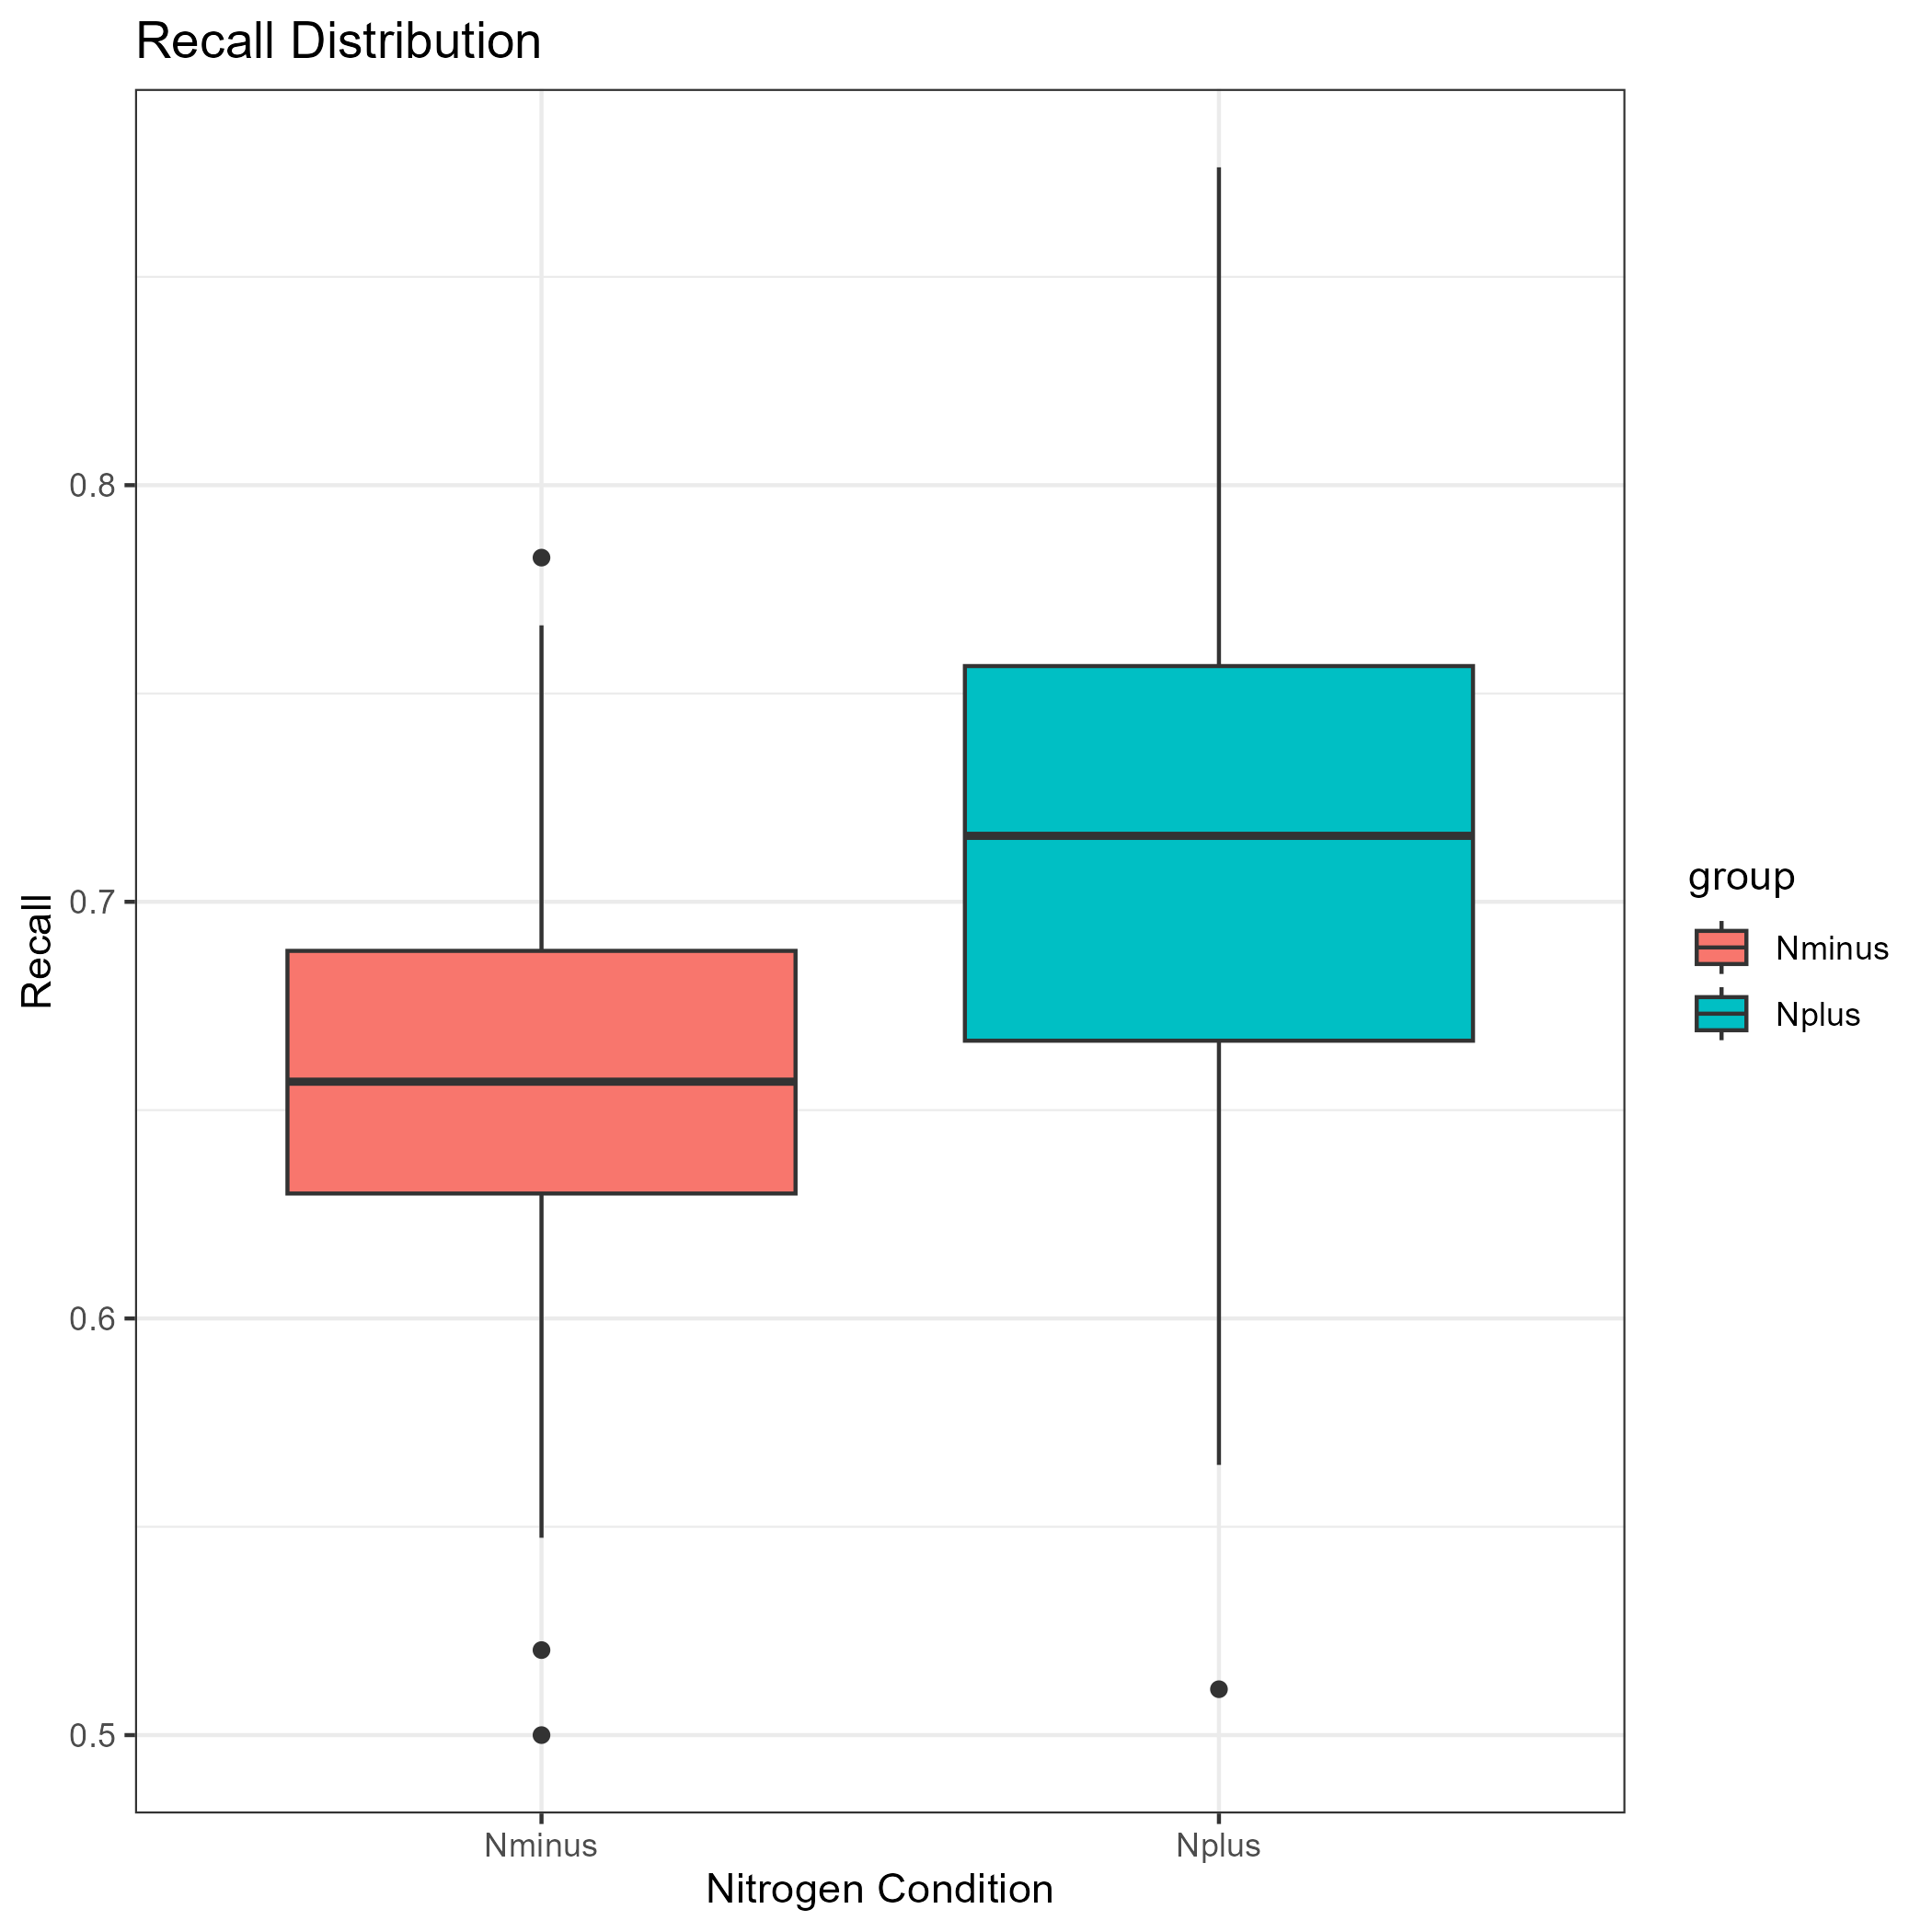 Recall Distribution
Recall
0.8
0.7
0.6
0.5
Nminus
Nplus
Nitrogen Condition
group
Nminus
Nplus